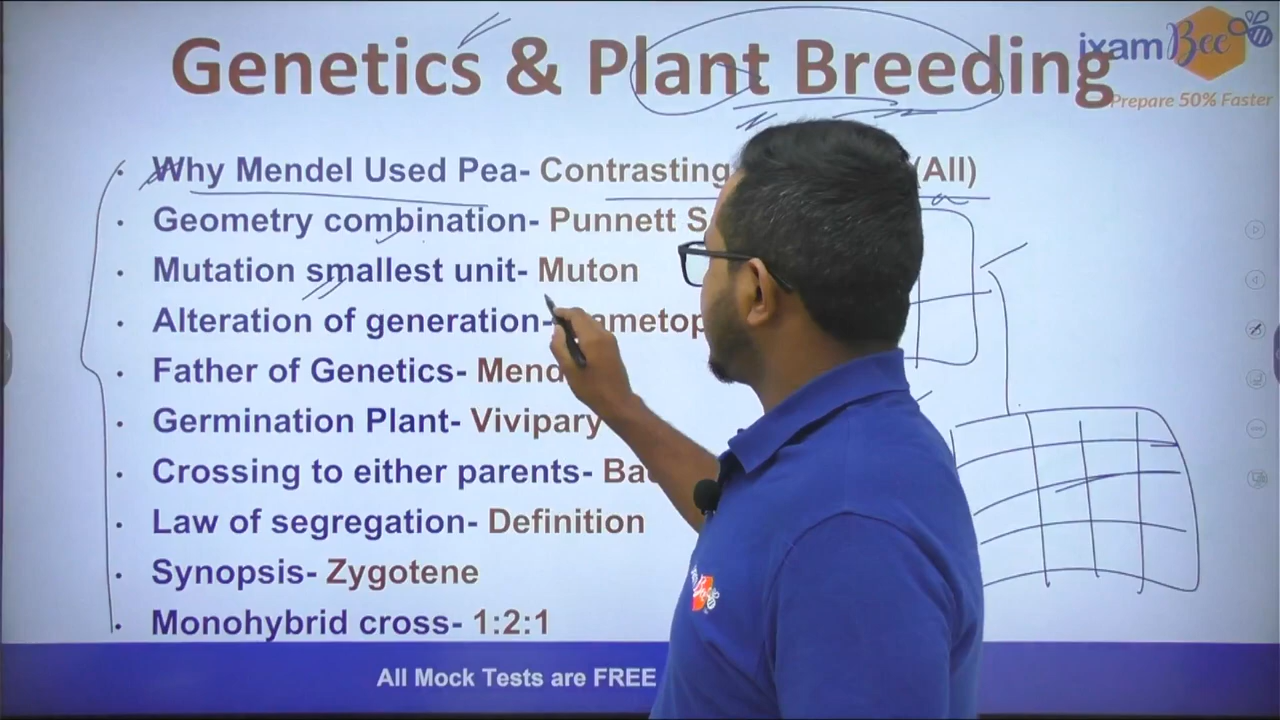 Genetics & Plant Breeding
ixamBee
Prepare 50% Faster
• Why Mendel Used Pea- Contrasting (All)
• Geometry combination- Punnett
• Mutation smallest unit- Muton
• Alteration of generation-
• Father of Genetics-
• Germination Plant- Vivipary
• Crossing to either parents-
• Law of segregation- Definition
• Synopsis- Zygotene
• Monohybrid cross- 1:2:1
All Mock Tests are FREE